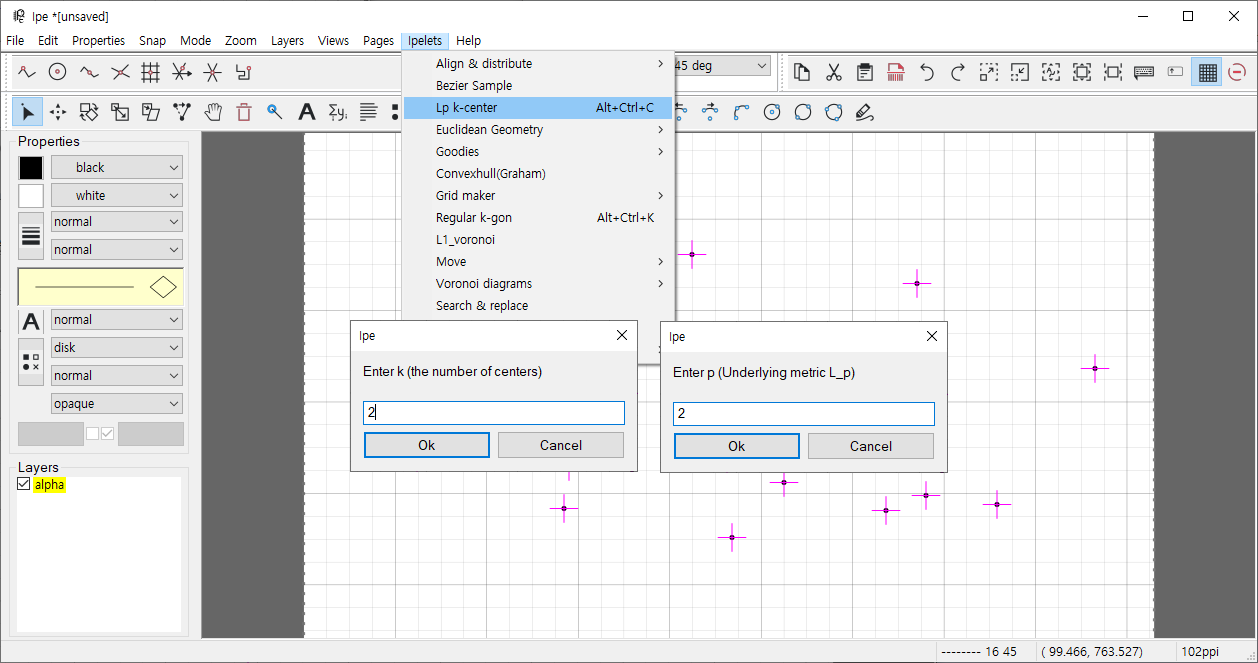 Ipe *[unsaved]
File Edit Properties Snap Mode Zoom Layers Views Pages Ipelets Help
45 deg
Align & distribute
Bezier Sample
Lp k-center Alt+Ctrl+C
Euclidean Geometry
Goodies
Convexhull(Graham)
Grid maker
Regular k-gon Alt+Ctrl+K
L1_voronoi
Move
Voronoi diagrams
Search & replace
Properties
black
white
normal
normal
A normal
disk
normal
opaque
Layers
alpha
Ipe
Enter k (the number of centers)
2
Ok Cancel
Ipe
Enter p (Underlying metric L_p)
2
Ok Cancel
-------- 16 45 ( 99.466, 763.527) 102ppi